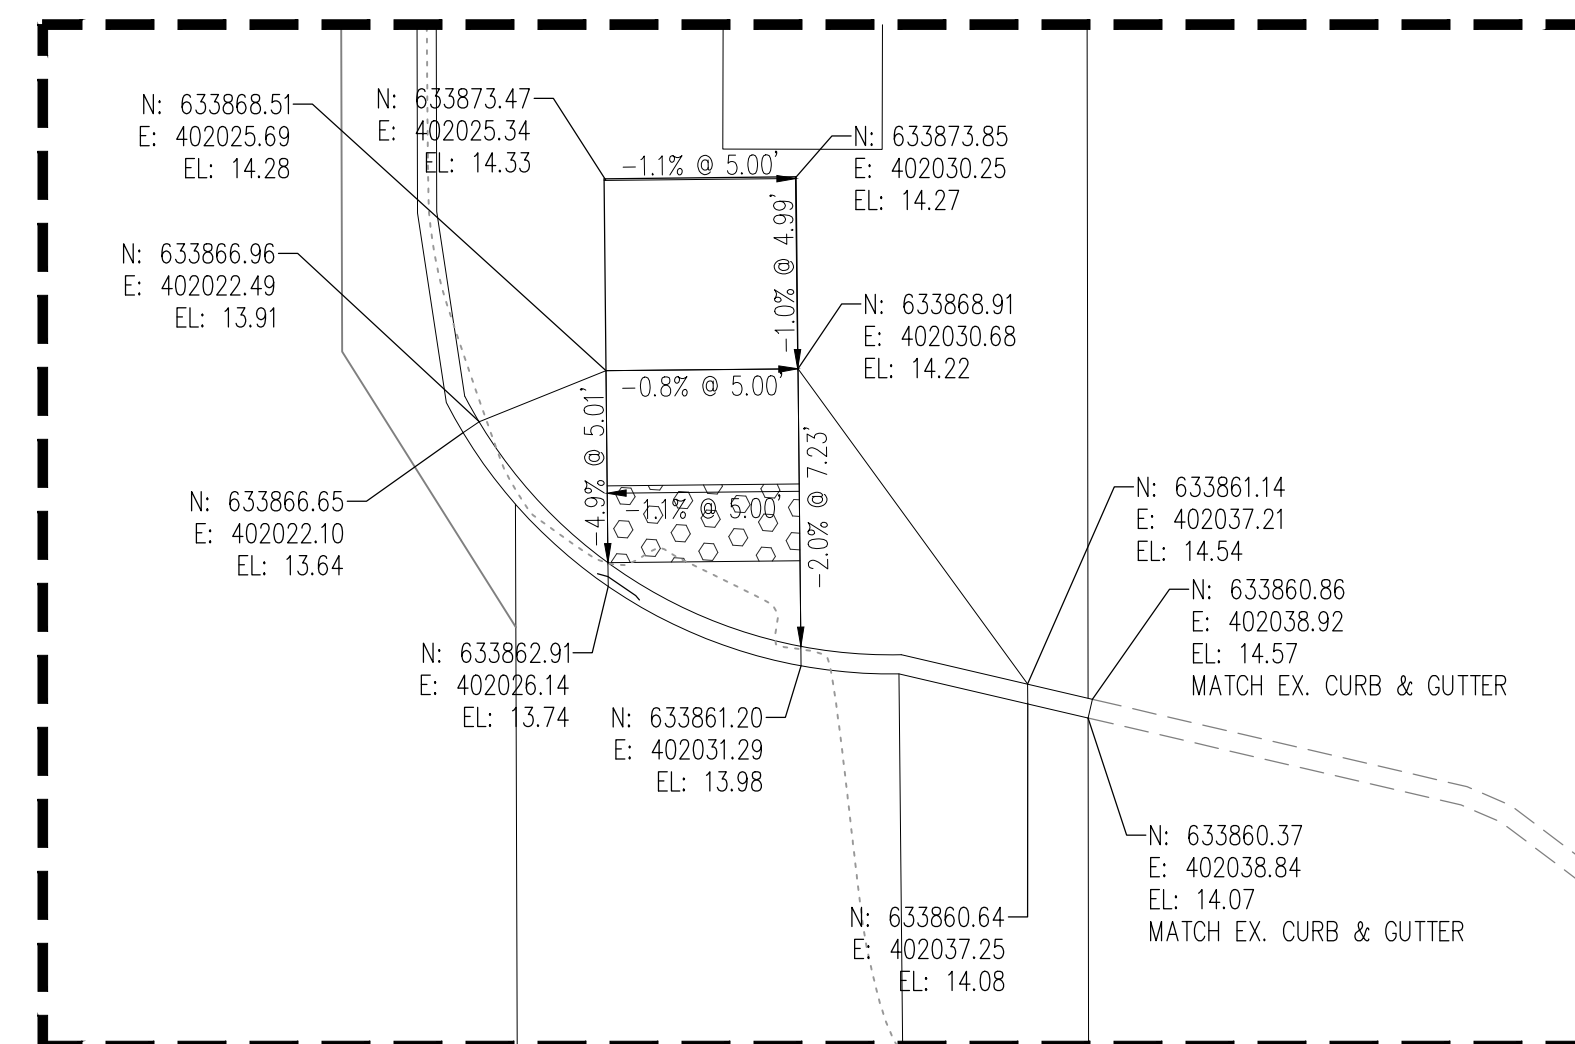 N: 633868.51
E: 402025.69
EL: 14.28
N: 633873.47
E: 402025.34
EL: 14.33
N: 633873.85
E: 402030.25
EL: 14.27
-1.1% @ 5.00'
-1.0% @ 4.99'
N: 633866.96
E: 402022.49
EL: 13.91
N: 633868.91
E: 402030.68
EL: 14.22
-0.8% @ 5.00'
-4.9% @ 5.01'
-2.0% @ 7.23'
-1.1% @ 5.00'
N: 633866.65
E: 402022.10
EL: 13.64
N: 633861.14
E: 402037.21
EL: 14.54
N: 633860.86
E: 402038.92
EL: 14.57
MATCH EX. CURB & GUTTER
N: 633862.91
E: 402026.14
EL: 13.74
N: 633861.20
E: 402031.29
EL: 13.98
N: 633860.37
E: 402038.84
EL: 14.07
MATCH EX. CURB & GUTTER
N: 633860.64
E: 402037.25
EL: 14.08